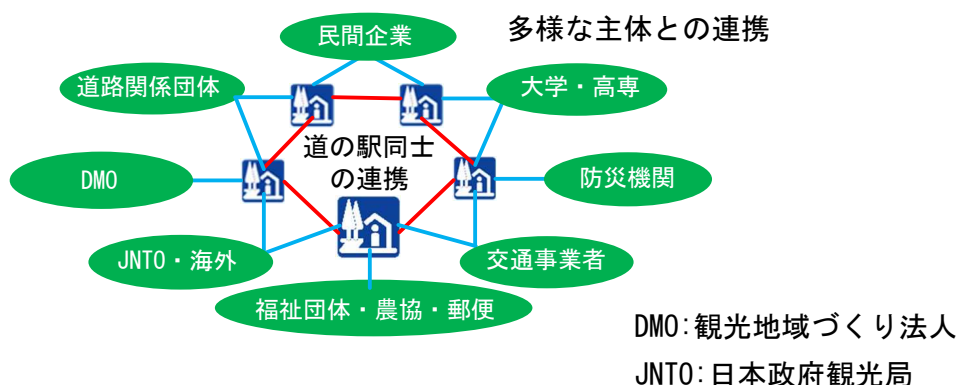 民間企業
多様な主体との連携
道路関係団体
大学・高専
道の駅同士
の連携
DMO
防災機関
JNTO・海外
交通事業者
福祉団体・農協・郵便
DMO:観光地域づくり法人
JNTO:日本政府観光局